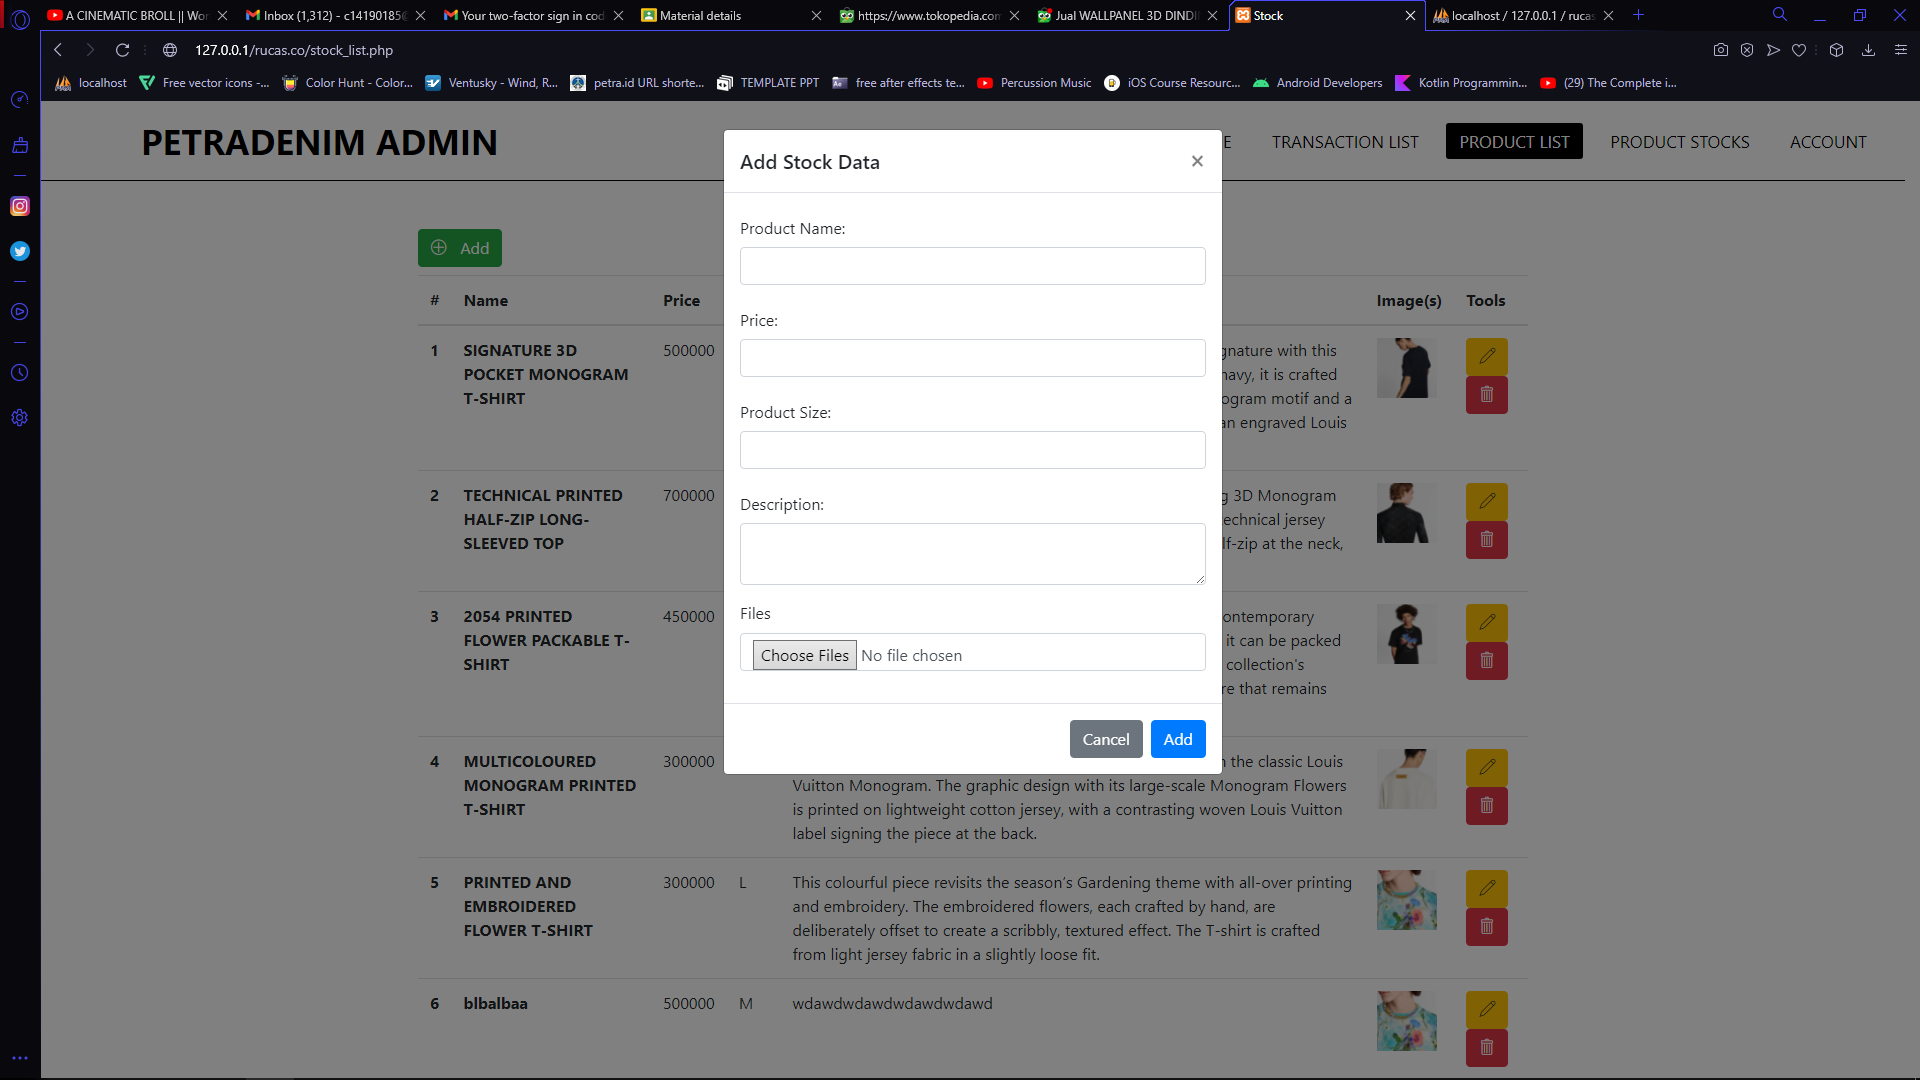 A CINEMATIC BROLL || Wor
Inbox (1,312) - c14190185@
Your two-factor sign in cod
Material details
https://www.tokopedia.com
Jual WALLPANEL 3D DINDI
Stock
localhost / 127.0.0.1 / rucas
127.0.0.1/rucas.co/stock_list.php
localhost
Free vector icons -...
Color Hunt - Color...
Ventusky - Wind, R...
petra.id URL shorte...
TEMPLATE PPT
free after effects te...
Percussion Music
iOS Course Resourc...
Android Developers
Kotlin Programmin...
(29) The Complete i...
PETRADENIM ADMIN
E
TRANSACTION LIST
PRODUCT LIST
PRODUCT STOCKS
ACCOUNT
Add Stock Data
×
Product Name:
Price:
Product Size:
Description:
Files
Choose Files No file chosen
Cancel
Add
Add
# Name Price Image(s) Tools
1 SIGNATURE 3D 500000 gnature with this
POCKET MONOGRAM navy, it is crafted
T-SHIRT ogram motif and a
an engraved Louis
2 TECHNICAL PRINTED 700000 g 3D Monogram
HALF-ZIP LONG- echnical jersey
SLEEVED TOP lf-zip at the neck,
3 2054 PRINTED 450000 ontemporary
FLOWER PACKABLE T- it can be packed
SHIRT collection's
re that remains
4 MULTICOLOURED 300000 n the classic Louis
MONOGRAM PRINTED Vuitton Monogram. The graphic design with its large-scale Monogram Flowers
T-SHIRT is printed on lightweight cotton jersey, with a contrasting woven Louis Vuitton
label signing the piece at the back.
5 PRINTED AND 300000 L This colourful piece revisits the season's Gardening theme with all-over printing
EMBROIDERED and embroidery. The embroidered flowers, each crafted by hand, are
FLOWER T-SHIRT deliberately offset to create a scribbly, textured effect. The T-shirt is crafted
from light jersey fabric in a slightly loose fit.
6 blbalbaa 500000 M wdawdwdawdwdawdwdawd